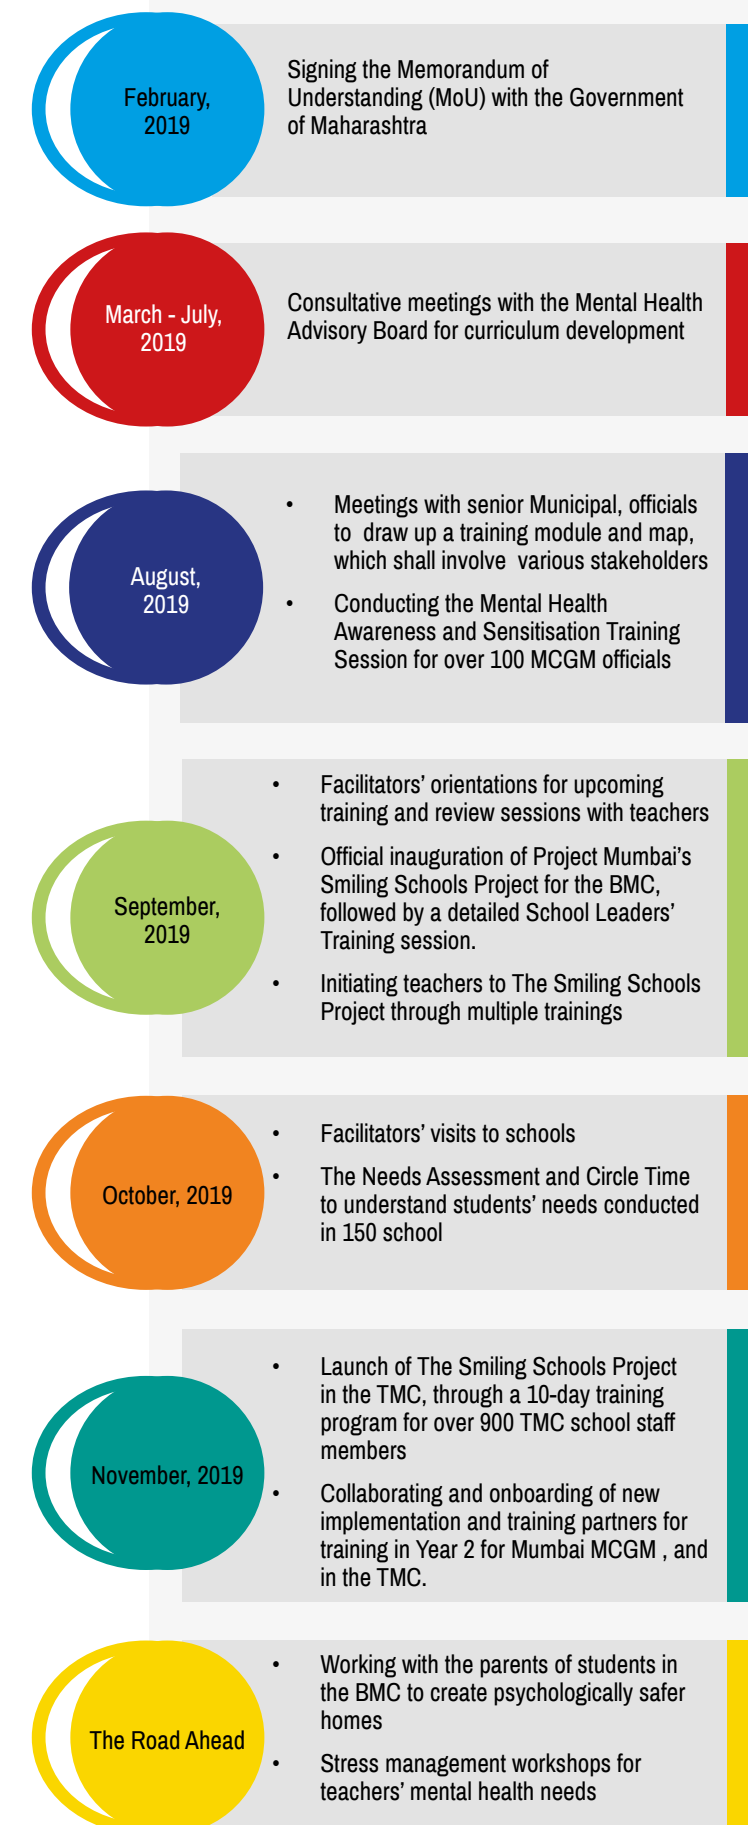 February,
2019
Signing the Memorandum of
Understanding (MoU) with the Government
of Maharashtra
March - July,
2019
Consultative meetings with the Mental Health
Advisory Board for curriculum development
August,
2019
• Meetings with senior Municipal, officials
to draw up a training module and map,
which shall involve various stakeholders
• Conducting the Mental Health
Awareness and Sensitisation Training
Session for over 100 MCGM officials
September,
2019
• Facilitators’ orientations for upcoming
training and review sessions with teachers
• Official inauguration of Project Mumbai’s
Smiling Schools Project for the BMC,
followed by a detailed School Leaders’
Training session.
• Initiating teachers to The Smiling Schools
Project through multiple trainings
October, 2019
• Facilitators’ visits to schools
• The Needs Assessment and Circle Time
to understand students’ needs conducted
in 150 school
November, 2019
• Launch of The Smiling Schools Project
in the TMC, through a 10-day training
program for over 900 TMC school staff
members
• Collaborating and onboarding of new
implementation and training partners for
training in Year 2 for Mumbai MCGM , and
in the TMC.
The Road Ahead
• Working with the parents of students in
the BMC to create psychologically safer
homes
• Stress management workshops for
teachers’ mental health needs